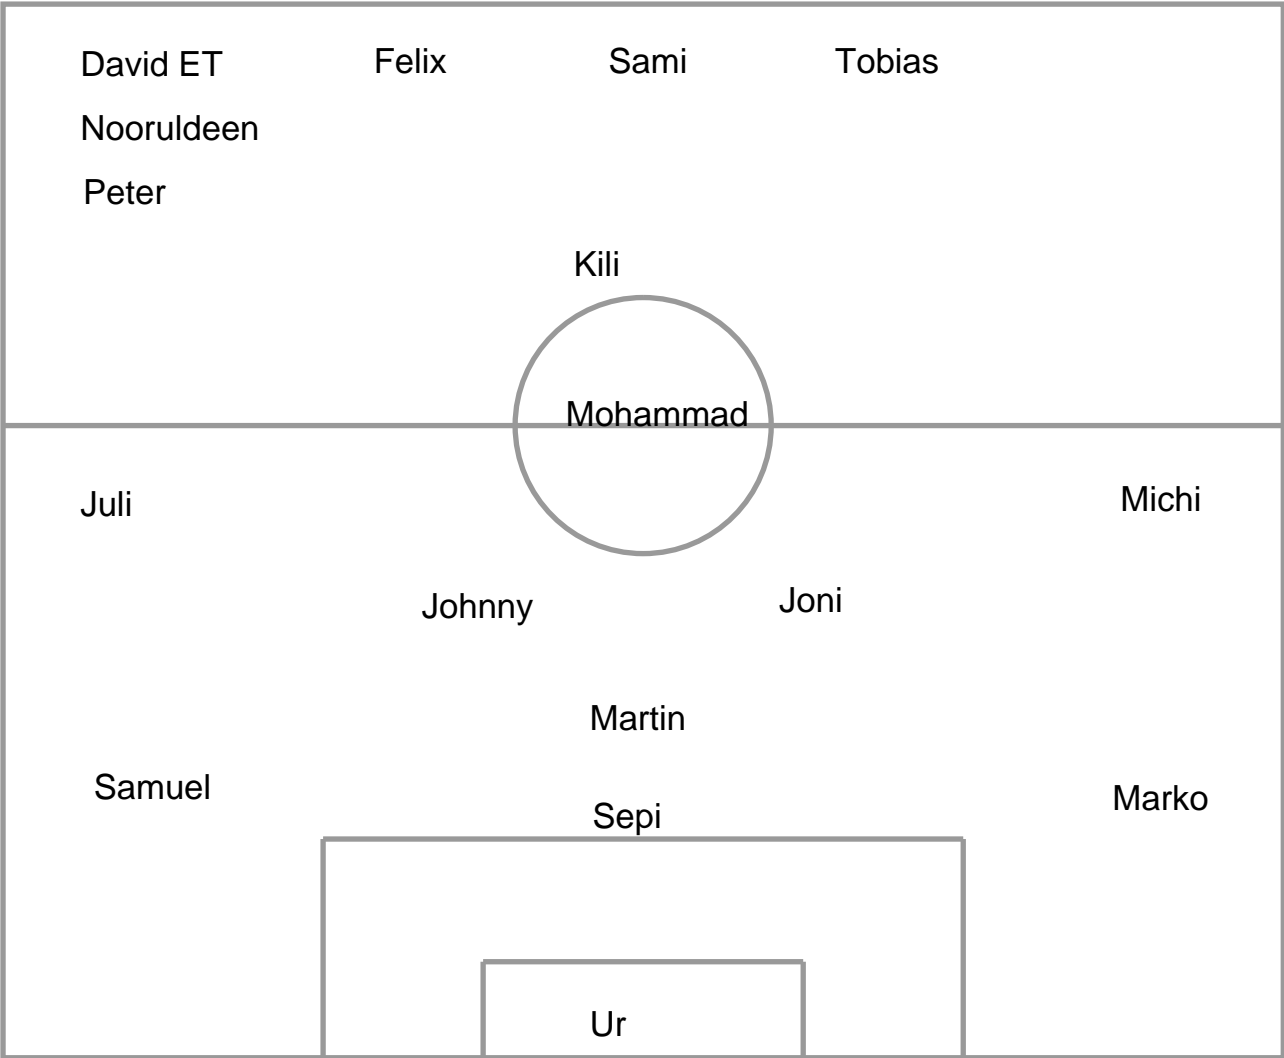 David ET Felix Sami Tobias
Nooruldeen
Peter
Kili
Mohammad
Juli Michi
Johnny Joni
Martin
Samuel Marko
Sepi
Ur